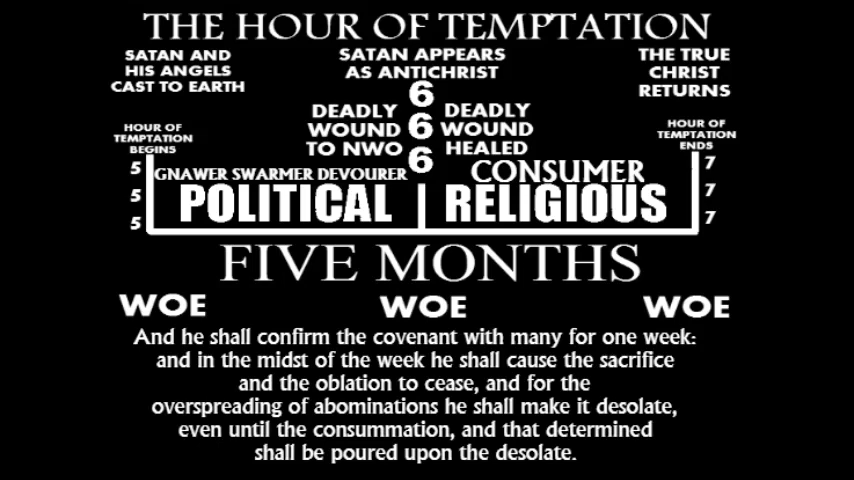 THE HOUR OF TEMPTATION
SATAN AND
HIS ANGELS
CAST TO EARTH
SATAN APPEARS
AS ANTICHRIST
THE TRUE
CHRIST
RETURNS
6
6
6
DEADLY
WOUND
TO NWO
DEADLY
WOUND
HEALED
HOUR OF
TEMPTATION
BEGINS
HOUR OF
TEMPTATION
ENDS
5
5
5
GNAWER SWARMER DEVOURER
CONSUMER
POLITICAL
RELIGIOUS
7
7
7
FIVE MONTHS
WOE WOE WOE
And he shall confirm the covenant with many for one week:
and in the midst of the week he shall cause the sacrifice
and the oblation to cease, and for the
overspreading of abominations he shall make it desolate,
even until the consummation, and that determined
shall be poured upon the desolate.